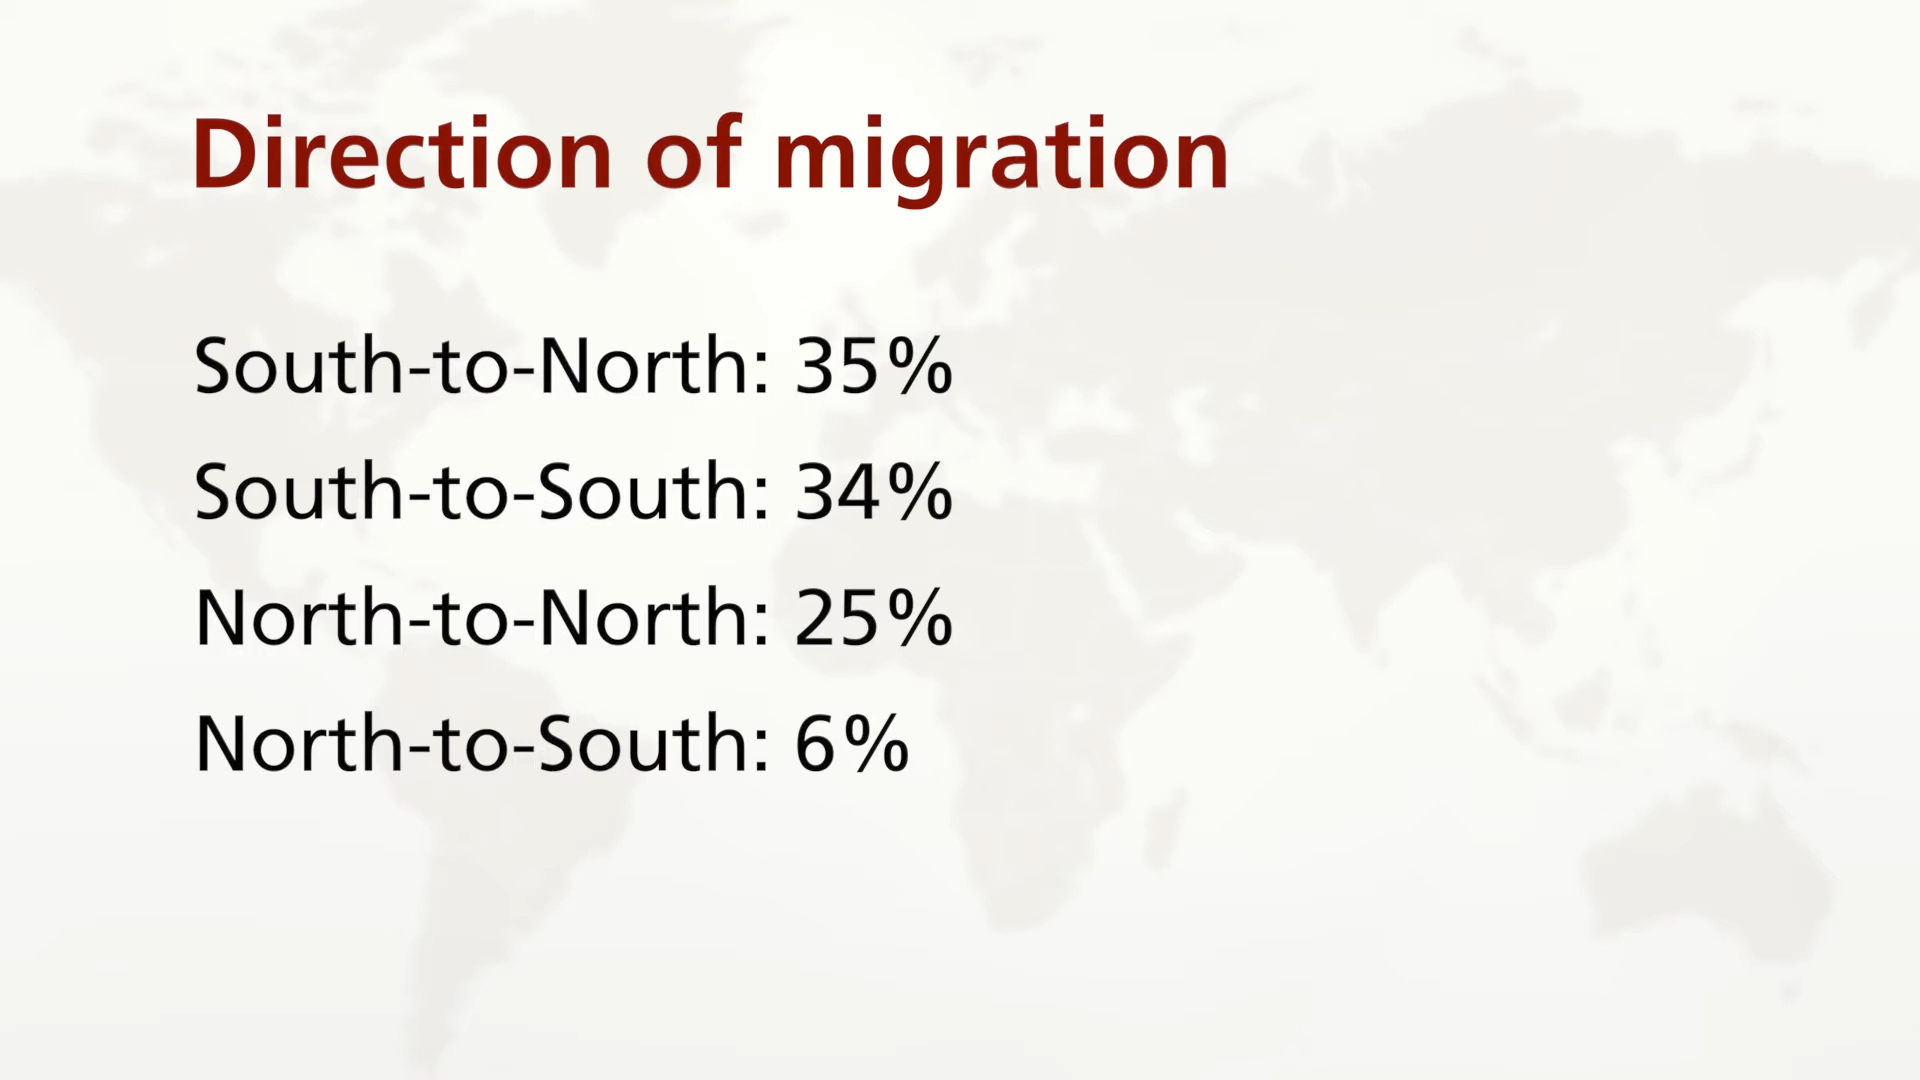 Direction of migration
South-to-North: 35%
South-to-South: 34%
North-to-North: 25%
North-to-South: 6%